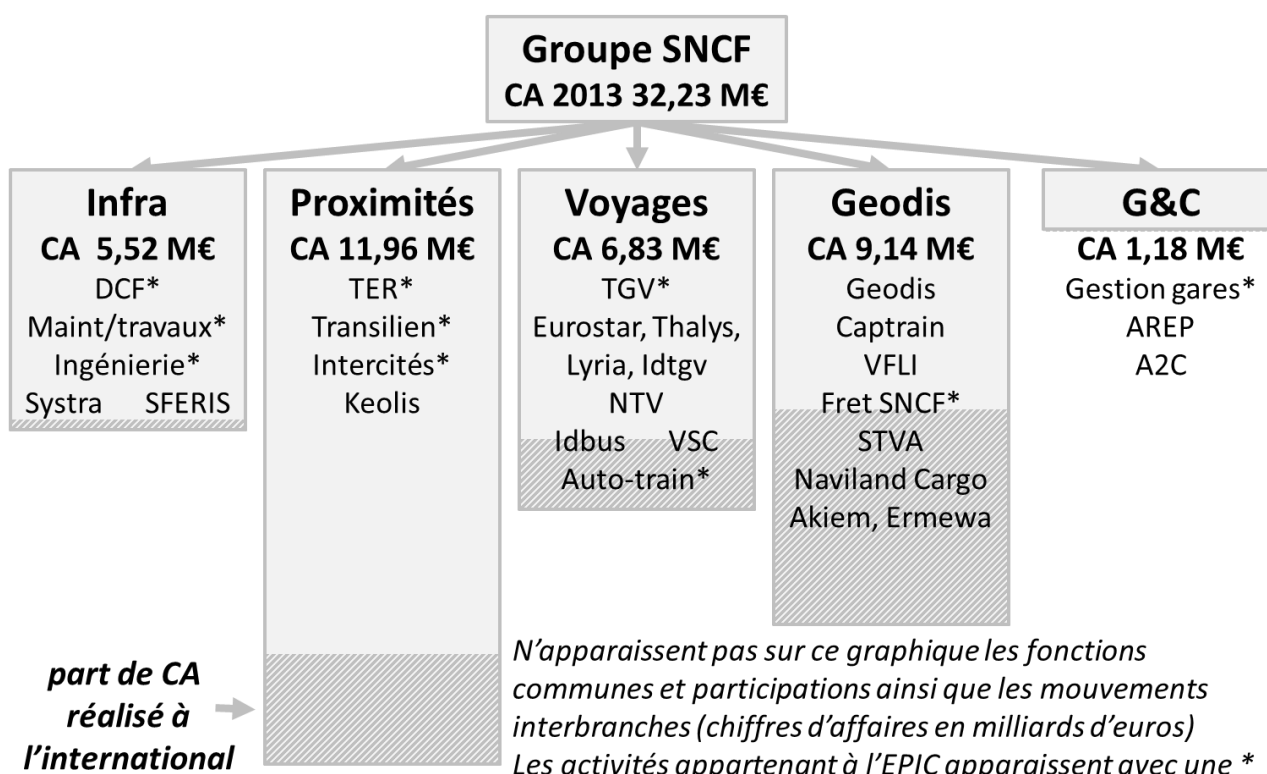 Groupe SNCF
CA 2013 32,23 M€
Infra
CA 5,52 M€
DCF*
Maint/travaux*
Ingénierie*
Systra SFERIS
Proximités
CA 11,96 M€
TER*
Transilien*
Intercités*
Keolis
Voyages
CA 6,83 M€
TGV*
Eurostar, Thalys,
Lyria, Idtgv
NTV
Idbus VSC
Auto-train*
Geodis
CA 9,14 M€
Geodis
Captrain
VFLI
Fret SNCF*
STVA
Naviland Cargo
Akiem, Ermewa
G&C
CA 1,18 M€
Gestion gares*
AREP
A2C
part de CA
réalisé à
l’international
N’apparaissent pas sur ce graphique les fonctions
communes et participations ainsi que les mouvements
interbranches (chiffres d’affaires en milliards d’euros)
Les activités appartenant à l’EPIC apparaissent avec une *